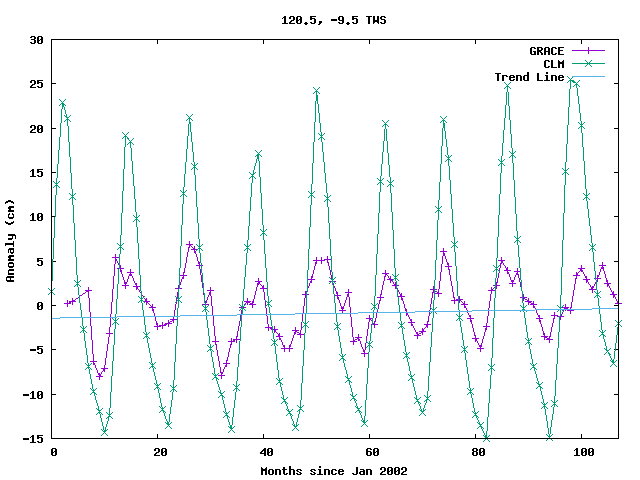 120.5, -9.5 TWS
GRACE
CLM
Trend Line
30
25
20
15
10
5
0
-5
-10
-15
Anomaly (cm)
0 20 40 60 80 100
Months since Jan 2002